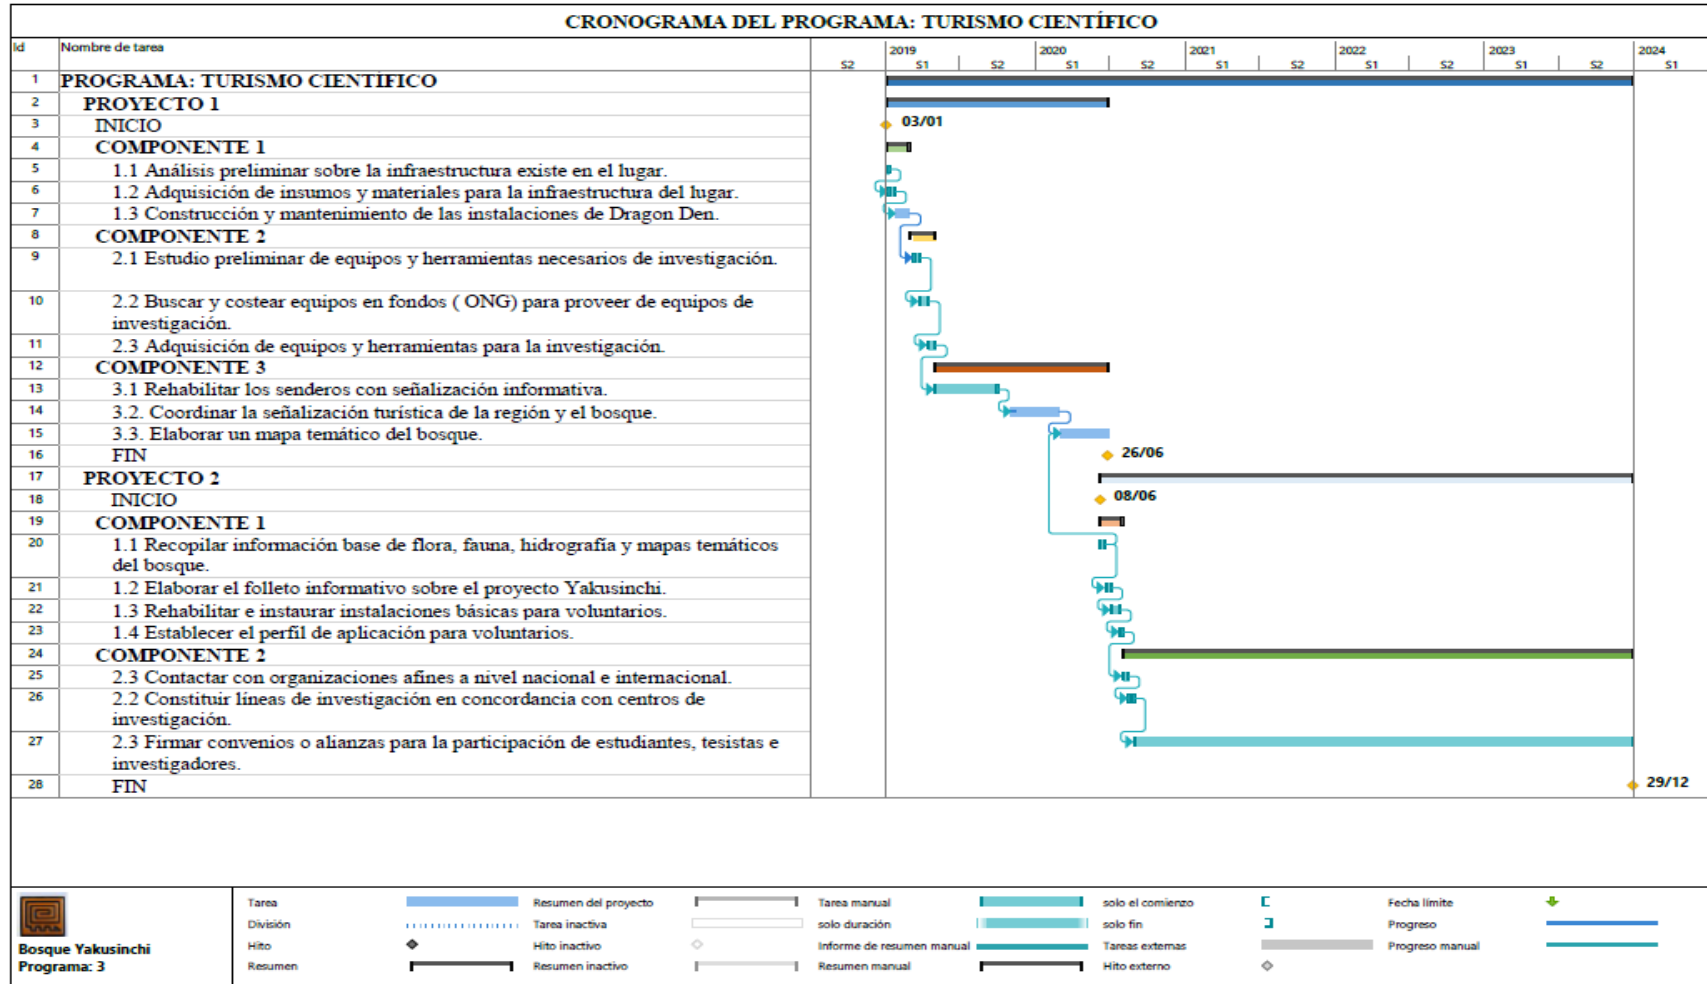 CRONOGRAMA DEL PROGRAMA: TURISMO CIENTÍFICO
Id Nombre de tarea 2019 2020 2021 2022 2023 2024
S2 S1 S2 S1 S2 S1 S2 S1 S2 S1 S2 S1
1 PROGRAMA: TURISMO CIENTÍFICO
2 PROYECTO 1
3 INICIO 03/01
4 COMPONENTE 1
5 1.1 Análisis preliminar sobre la infraestructura existe en el lugar.
6 1.2 Adquisición de insumos y materiales para la infraestructura del lugar.
7 1.3 Construcción y mantenimiento de las instalaciones de Dragon Den.
8 COMPONENTE 2
9 2.1 Estudio preliminar de equipos y herramientas necesarios de investigación.
10 2.2 Buscar y costear equipos en fondos ( ONG) para proveer de equipos de
investigación.
11 2.3 Adquisición de equipos y herramientas para la investigación.
12 COMPONENTE 3
13 3.1 Rehabilitar los senderos con señalización informativa.
14 3.2. Coordinar la señalización turística de la región y el bosque.
15 3.3. Elaborar un mapa temático del bosque.
16 FIN 26/06
17 PROYECTO 2
18 INICIO 08/06
19 COMPONENTE 1
20 1.1 Recopilar información base de flora, fauna, hidrografía y mapas temáticos
del bosque.
21 1.2 Elaborar el folleto informativo sobre el proyecto Yakusinchi.
22 1.3 Rehabilitar e instaurar instalaciones básicas para voluntarios.
23 1.4 Establecer el perfil de aplicación para voluntarios.
24 COMPONENTE 2
25 2.3 Contactar con organizaciones afines a nivel nacional e internacional.
26 2.2 Constituir líneas de investigación en concordancia con centros de
investigación.
27 2.3 Firmar convenios o alianzas para la participación de estudiantes, tesistas e
investigadores.
28 FIN 29/12
Bosque Yakusinchi
Programa: 3
Tarea Resumen del proyecto Tarea manual solo el comienzo Fecha límite
División Tarea inactiva solo duración solo fin Progreso
Hito Hito inactivo Informe de resumen manual Tareas externas Progreso manual
Resumen Resumen inactivo Resumen manual Hito externo